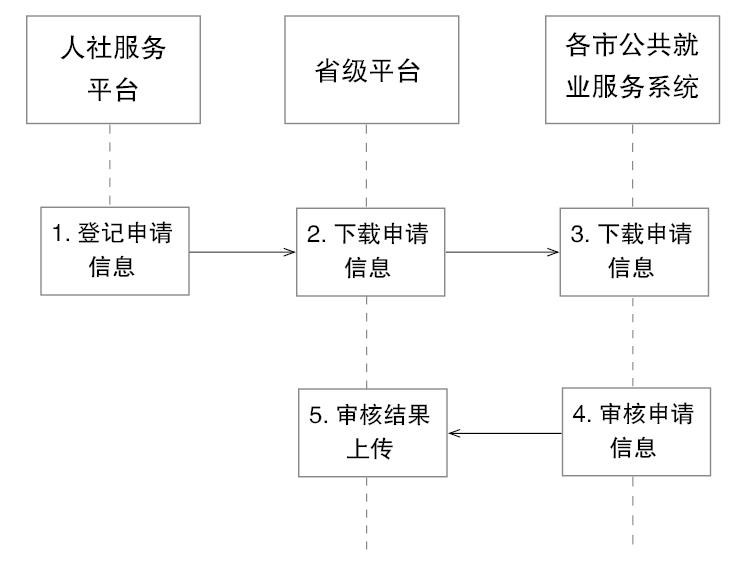 人社服务
平台
省级平台
各市公共就
业服务系统
1. 登记申请
信息
2. 下载申请
信息
3. 下载申请
信息
5. 审核结果
上传
4. 审核申请
信息